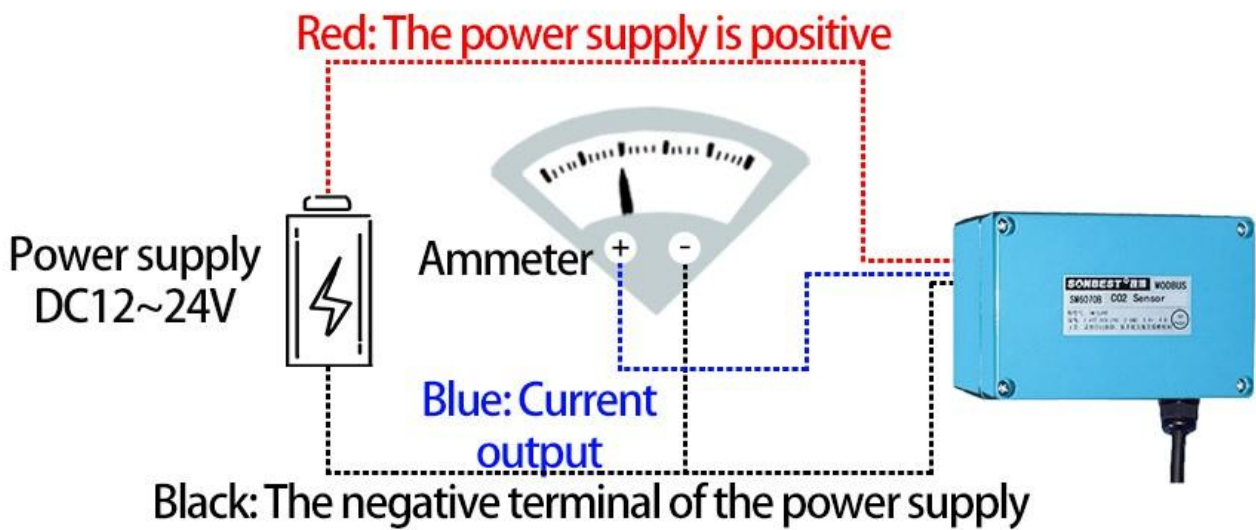 Red: The power supply is positive
Power supply
DC12~24V
Ammeter + -
SONBEST® MODBUS
SM6070B CO2 Sensor
Blue: Current
output
Black: The negative terminal of the power supply